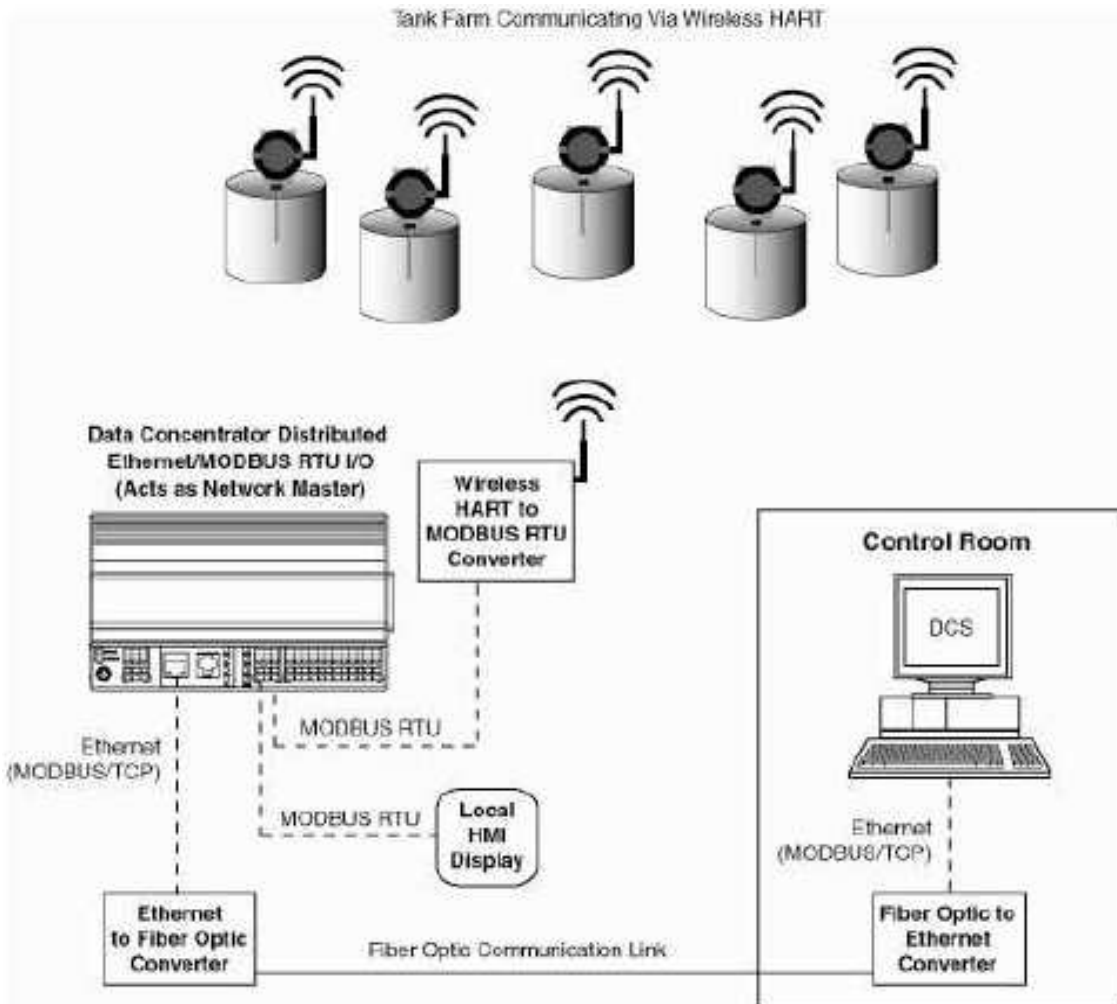 Tank Farm Communicating Via Wireless HART
Data Concentrator Distributed
Ethernet/MODBUS RTU I/O
(Acts as Network Master)
Wireless
HART to
MODBUS RTU
Converter
Control Room
DCS
MODBUS RTU
Ethernet
(MODBUS/TCP)
MODBUS RTU
Local
HMI
Display
Ethernet
(MODBUS/TCP)
Ethernet
to Fiber Optic
Converter
Fiber Optic Communication Link
Fiber Optic to
Ethernet
Converter